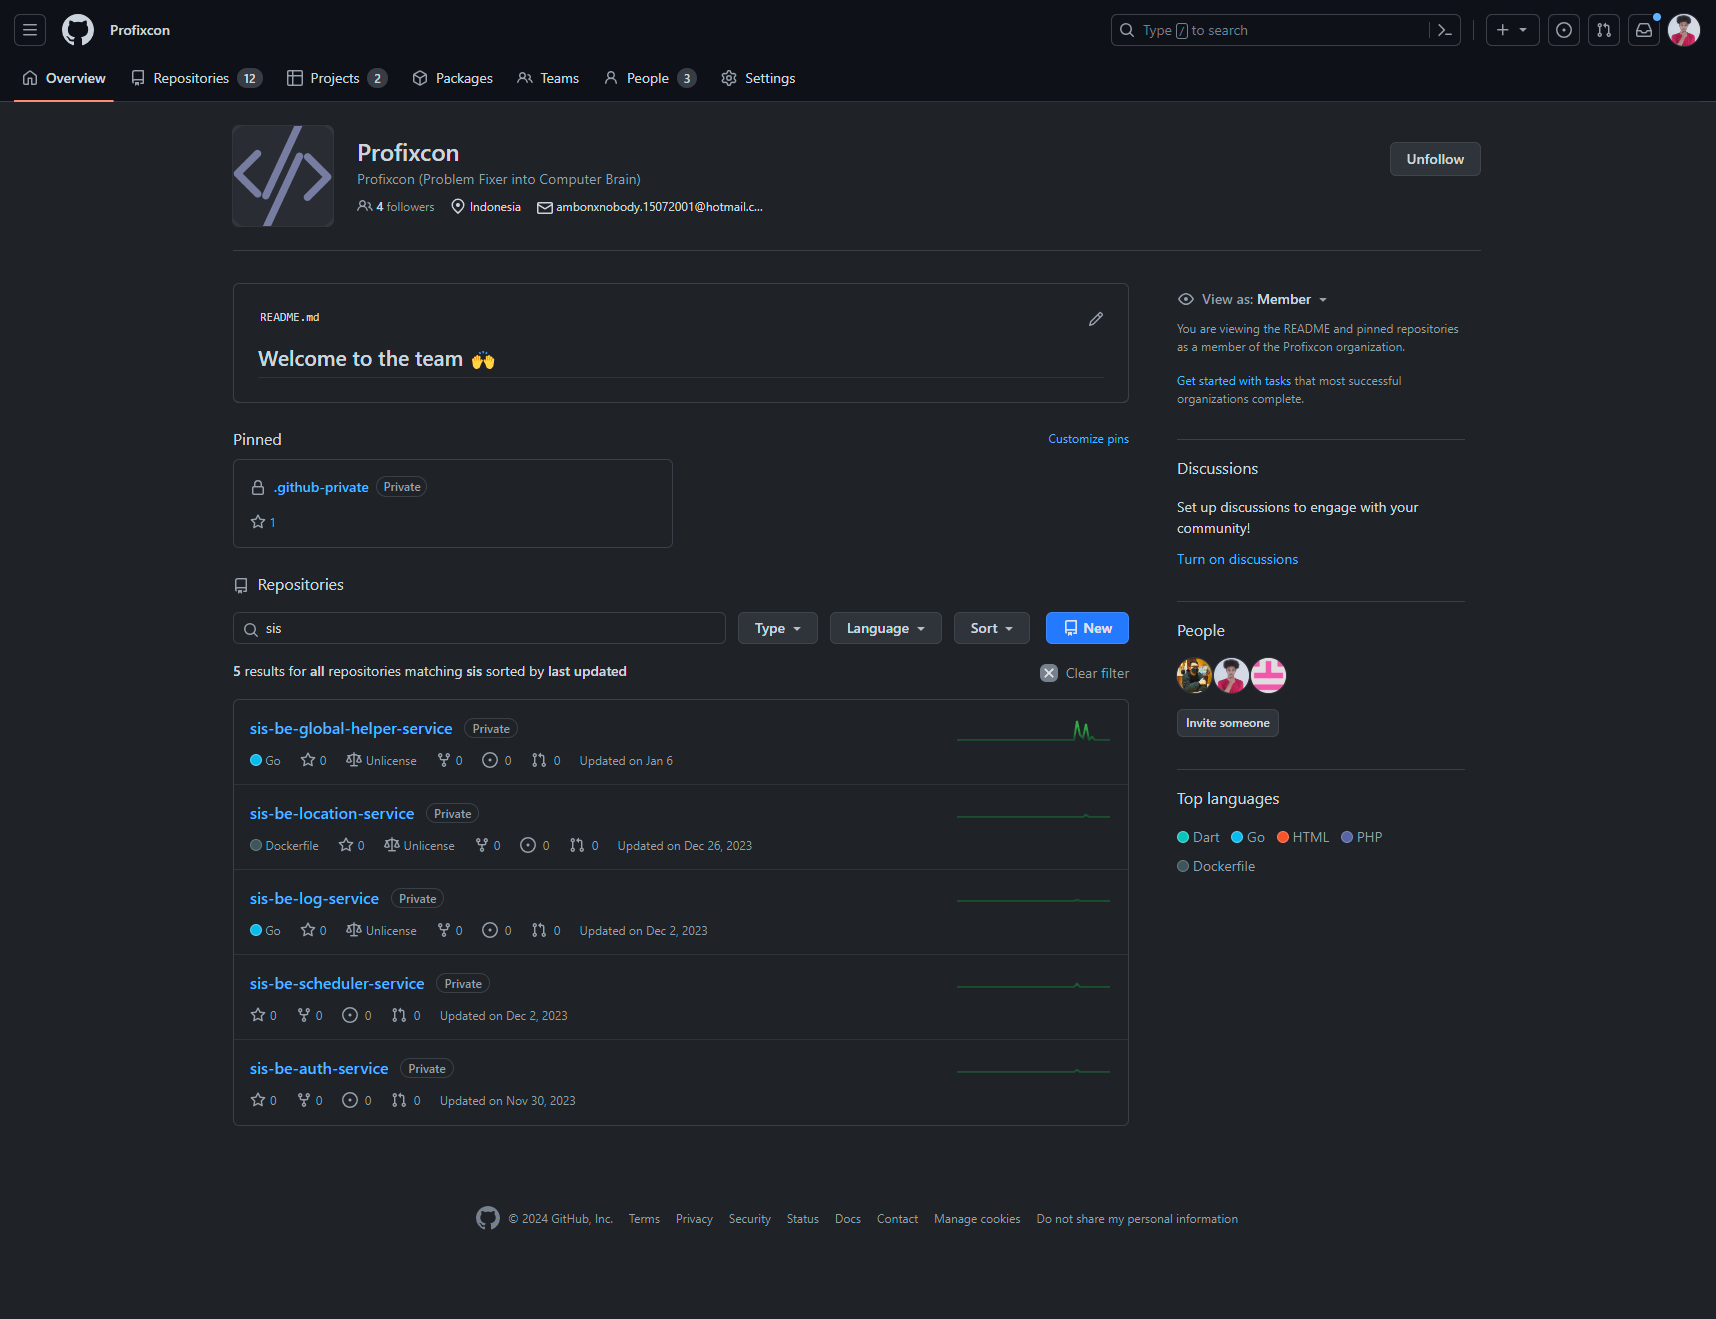 Profixcon
Type / to search
Overview
Repositories 12
Projects 2
Packages
Teams
People 3
Settings
Profixcon
Profixcon (Problem Fixer into Computer Brain)
4 followers
Indonesia
ambonxnobody.15072001@hotmail.c...
Unfollow
README.md
Welcome to the team 🙌
View as: Member
You are viewing the README and pinned repositories
as a member of the Profixcon organization.
Get started with tasks that most successful
organizations complete.
Pinned
Customize pins
.github-private Private
1
Discussions
Set up discussions to engage with your
community!
Turn on discussions
Repositories
sis
Type
Language
Sort
New
5 results for all repositories matching sis sorted by last updated
Clear filter
People
Invite someone
Top languages
Dart Go HTML PHP
Dockerfile
sis-be-global-helper-service Private
Go 0 Unlicense 0 0 0 Updated on Jan 6
sis-be-location-service Private
Dockerfile 0 Unlicense 0 0 0 Updated on Dec 26, 2023
sis-be-log-service Private
Go 0 Unlicense 0 0 0 Updated on Dec 2, 2023
sis-be-scheduler-service Private
0 0 0 0 Updated on Dec 2, 2023
sis-be-auth-service Private
0 0 0 0 Updated on Nov 30, 2023
© 2024 GitHub, Inc. Terms Privacy Security Status Docs Contact Manage cookies Do not share my personal information